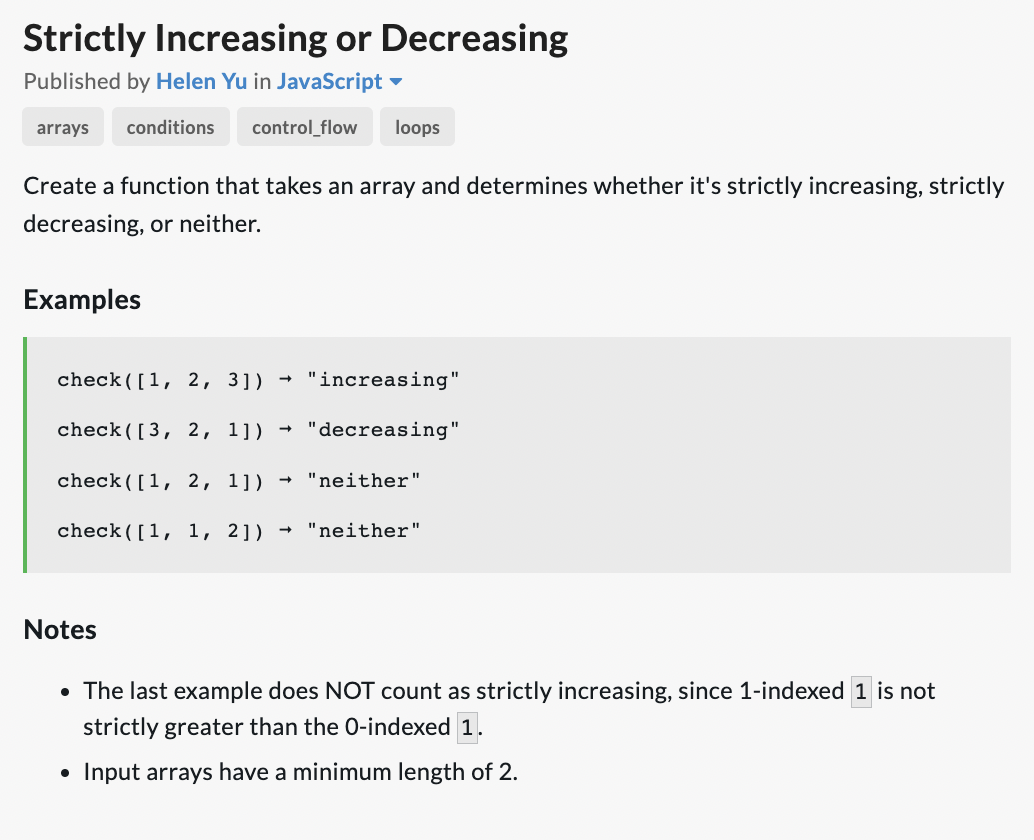 Strictly Increasing or Decreasing
Published by Helen Yu in JavaScript
arrays conditions control_flow loops
Create a function that takes an array and determines whether it's strictly increasing, strictly
decreasing, or neither.
Examples
check([1, 2, 3]) → "increasing"
check([3, 2, 1]) → "decreasing"
check([1, 2, 1]) → "neither"
check([1, 1, 2]) → "neither"
Notes
• The last example does NOT count as strictly increasing, since 1-indexed 1 is not
strictly greater than the 0-indexed 1.
• Input arrays have a minimum length of 2.